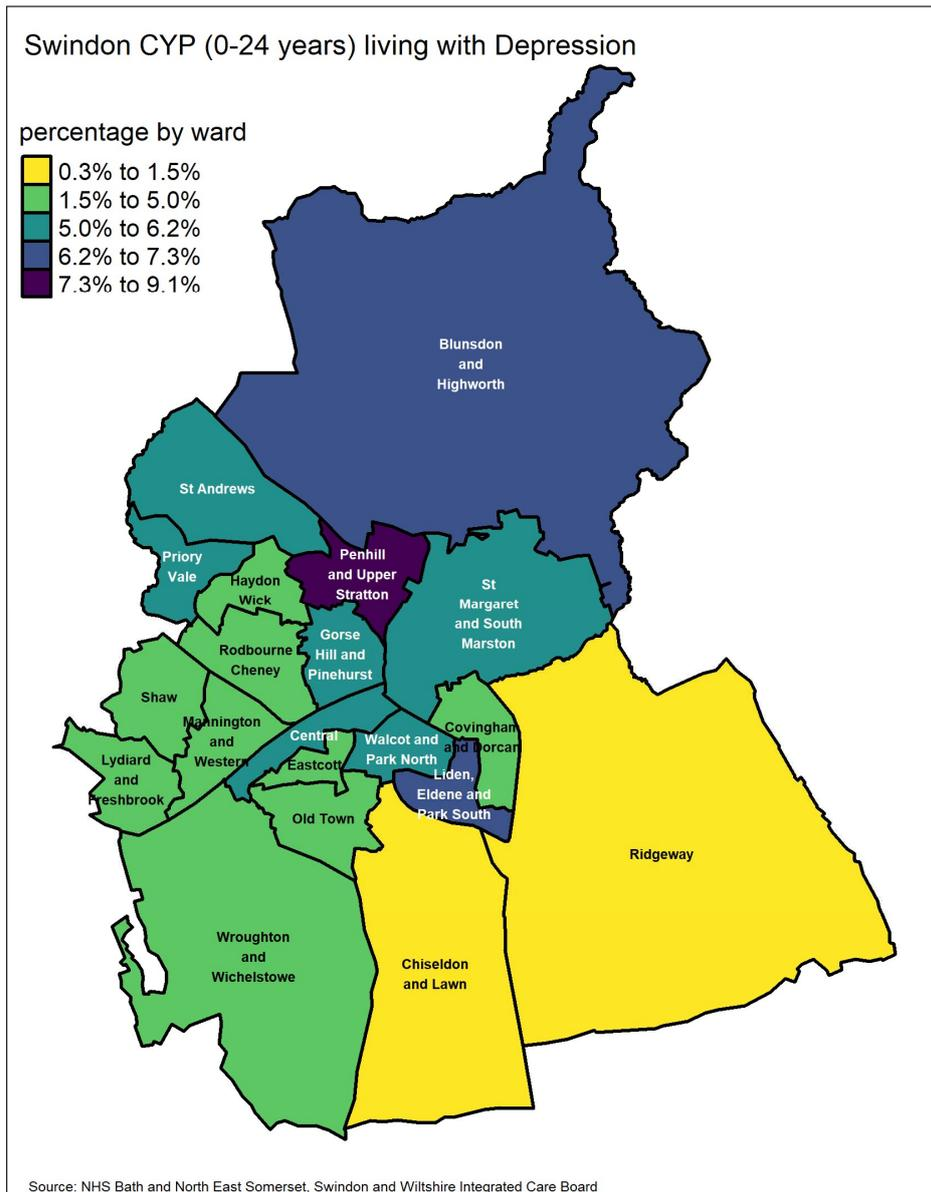 Swindon CYP (0-24 years) living with Depression
percentage by ward
0.3% to 1.5%
1.5% to 5.0%
5.0% to 6.2%
6.2% to 7.3%
7.3% to 9.1%
Blunsdon
and
Highworth
St Andrews
Priory
Vale
Haydon
Wick
Penhill
and Upper
Stratton
St
Margaret
and South
Marston
Gorse
Hill and
Pinehurst
Rodbourne
Cheney
Shaw
Mannington
and
Western
Lydiard
and
Freshbrook
Central
Eastcott
Walcot and
Park North
Covingham
and Dorcan
Liden,
Eldene and
Park South
Old Town
Ridgeway
Wroughton
and
Wichelstowe
Chiseldon
and Lawn
Source: NHS Bath and North East Somerset, Swindon and Wiltshire Integrated Care Board